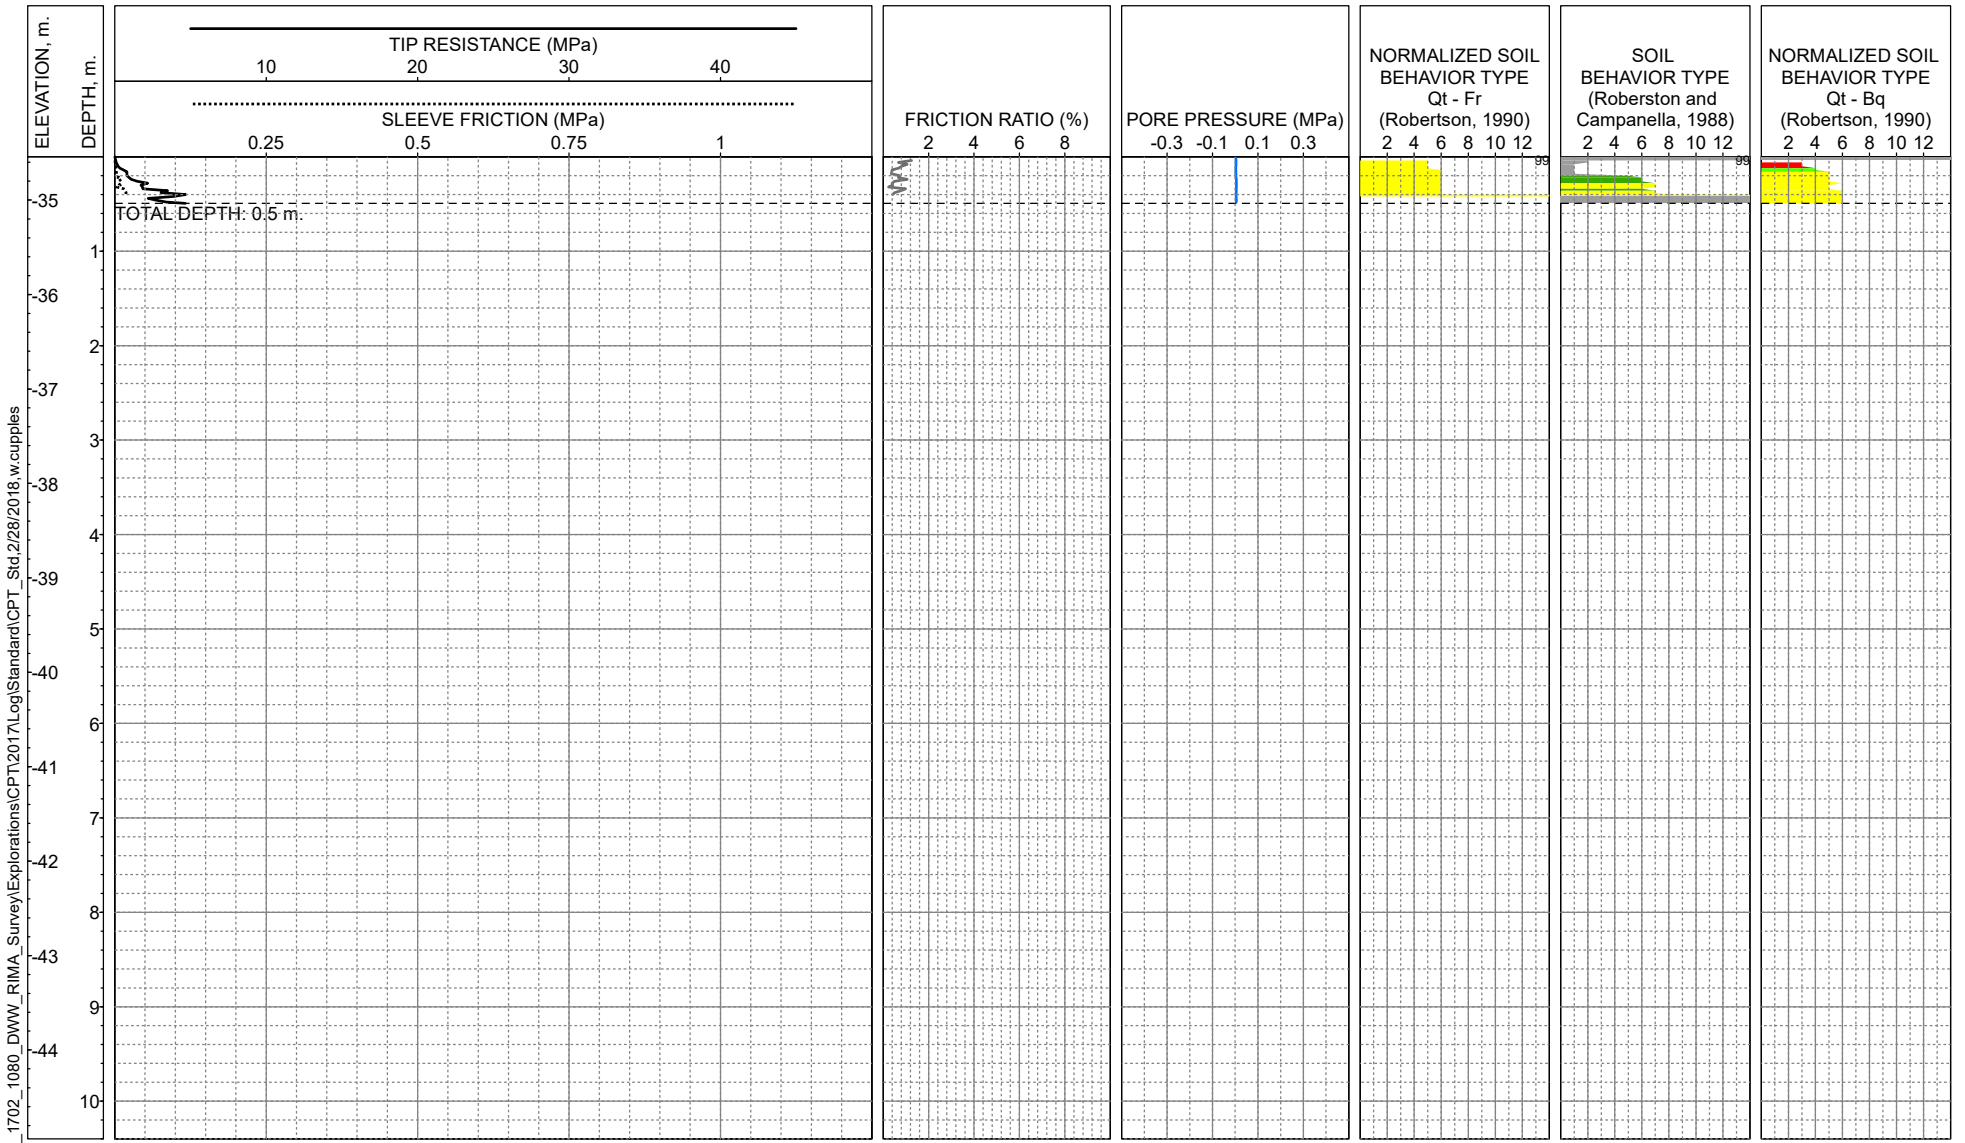 ELEVATION, m.
DEPTH, m.
TIP RESISTANCE (MPa)
10 20 30 40
SLEEVE FRICTION (MPa)
0.25 0.5 0.75 1
FRICTION RATIO (%)
2 4 6 8
PORE PRESSURE (MPa)
-0.3 -0.1 0.1 0.3
NORMALIZED SOIL
BEHAVIOR TYPE
Qt - Fr
(Robertson, 1990)
2 4 6 8 10 12
99
SOIL
BEHAVIOR TYPE
(Roberston and
Campanella, 1988)
2 4 6 8 10 12
99
NORMALIZED SOIL
BEHAVIOR TYPE
Qt - Bq
(Robertson, 1990)
2 4 6 8 10 12
-35
TOTAL DEPTH: 0.5 m.
1
-36
2
-37
3
-38
4
-39
5
-40
6
-41
7
-42
8
-43
9
-44
10
_1702_1080_DWW_RIMA_Survey\Explorations\CPT\2017\Log\Standard\CPT_Std,2/28/2018,w.cupples